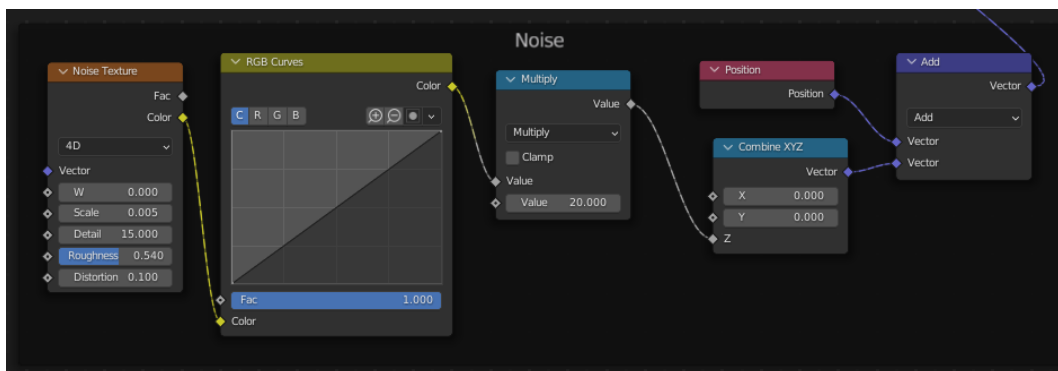 Noise
Noise Texture
Fac
Color
4D
Vector
W 0.000
Scale 0.005
Detail 15.000
Roughness 0.540
Distortion 0.100
RGB Curves
Color
C R G B
Fac 1.000
Color
Multiply
Value
Multiply
Clamp
Value
Value 20.000
Position
Position
Combine XYZ
Vector
X 0.000
Y 0.000
Z
Add
Vector
Add
Vector
Vector